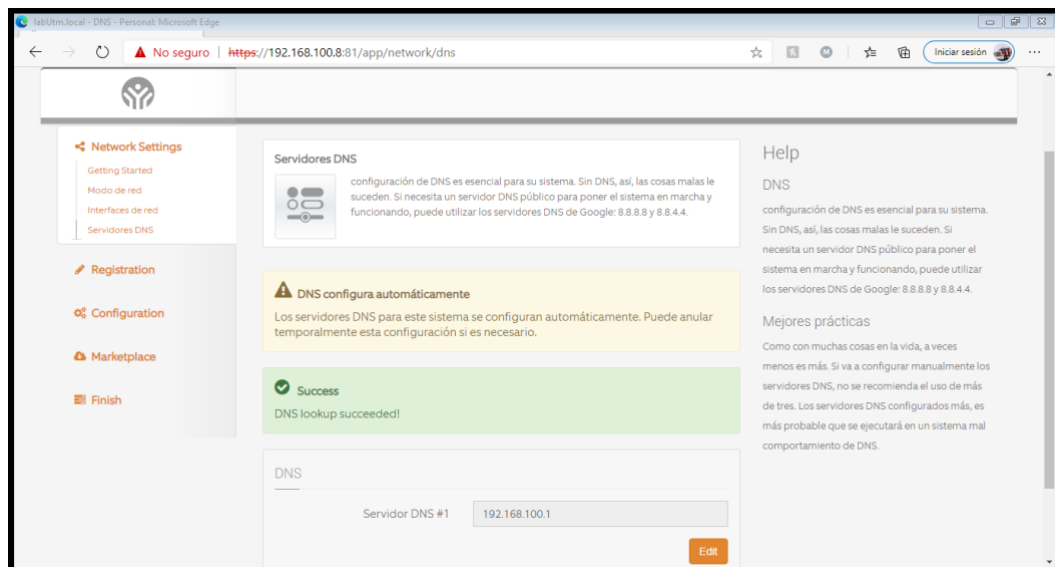 labUtm.local - DNS - Personal: Microsoft Edge
No seguro | https://192.168.100.8:81/app/network/dns
Iniciar sesión
Network Settings
Getting Started
Modo de red
Interfaces de red
Servidores DNS
Registration
Configuration
Marketplace
Finish
Servidores DNS
configuración de DNS es esencial para su sistema. Sin DNS, así, las cosas malas le
suceden. Si necesita un servidor DNS público para poner el sistema en marcha y
funcionando, puede utilizar los servidores DNS de Google: 8.8.8.8 y 8.8.4.4.
DNS configura automáticamente
Los servidores DNS para este sistema se configuran automáticamente. Puede anular
temporalmente esta configuración si es necesario.
Success
DNS lookup succeeded!
DNS
Servidor DNS #1
192.168.100.1
Edit
Help
DNS
configuración de DNS es esencial para su sistema.
Sin DNS, así, las cosas malas le suceden. Si
necesita un servidor DNS público para poner el
sistema en marcha y funcionando, puede utilizar
los servidores DNS de Google: 8.8.8.8 y 8.8.4.4.
Mejores prácticas
Como con muchas cosas en la vida, a veces
menos es más. Si va a configurar manualmente los
servidores DNS, no se recomienda el uso de más
de tres. Los servidores DNS configurados más, es
más probable que se ejecutará en un sistema mal
comportamiento de DNS.